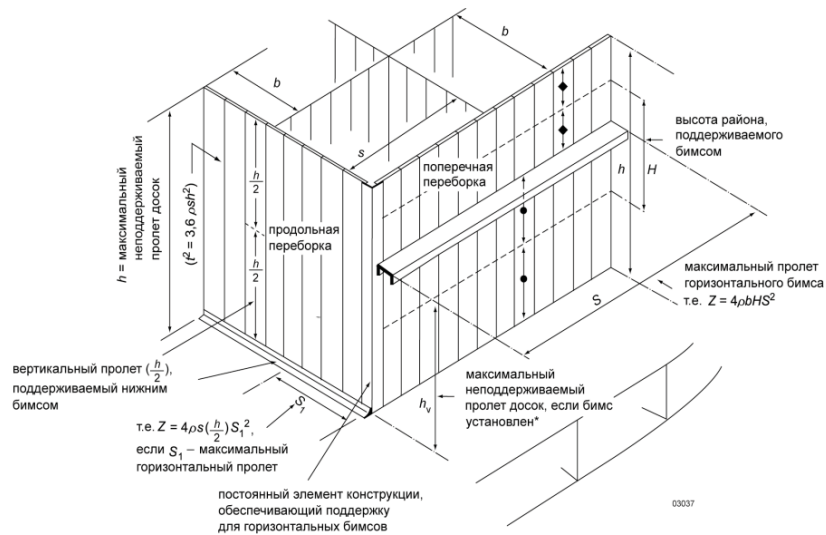 b
b
s
h = максимальный
неподдерживаемый
пролет досок
(t² = 3,6 ρsh²)
h/2
h/2
продольная
переборка
поперечная
переборка
h
H
высота района,
поддерживаемого
бимсом
максимальный пролет
горизонтального бимса
т.е. Z = 4ρbHS²
S
вертикальный пролет (h/2),
поддерживаемый нижним
бимсом
S₁
т.е. Z = 4ρs(h/2)S₁²,
если S₁ – максимальный
горизонтальный пролет
hᵥ
максимальный
неподдерживаемый
пролет досок, если бимс
установлен*
постоянный элемент конструкции,
обеспечивающий поддержку
для горизонтальных бимсов
03037